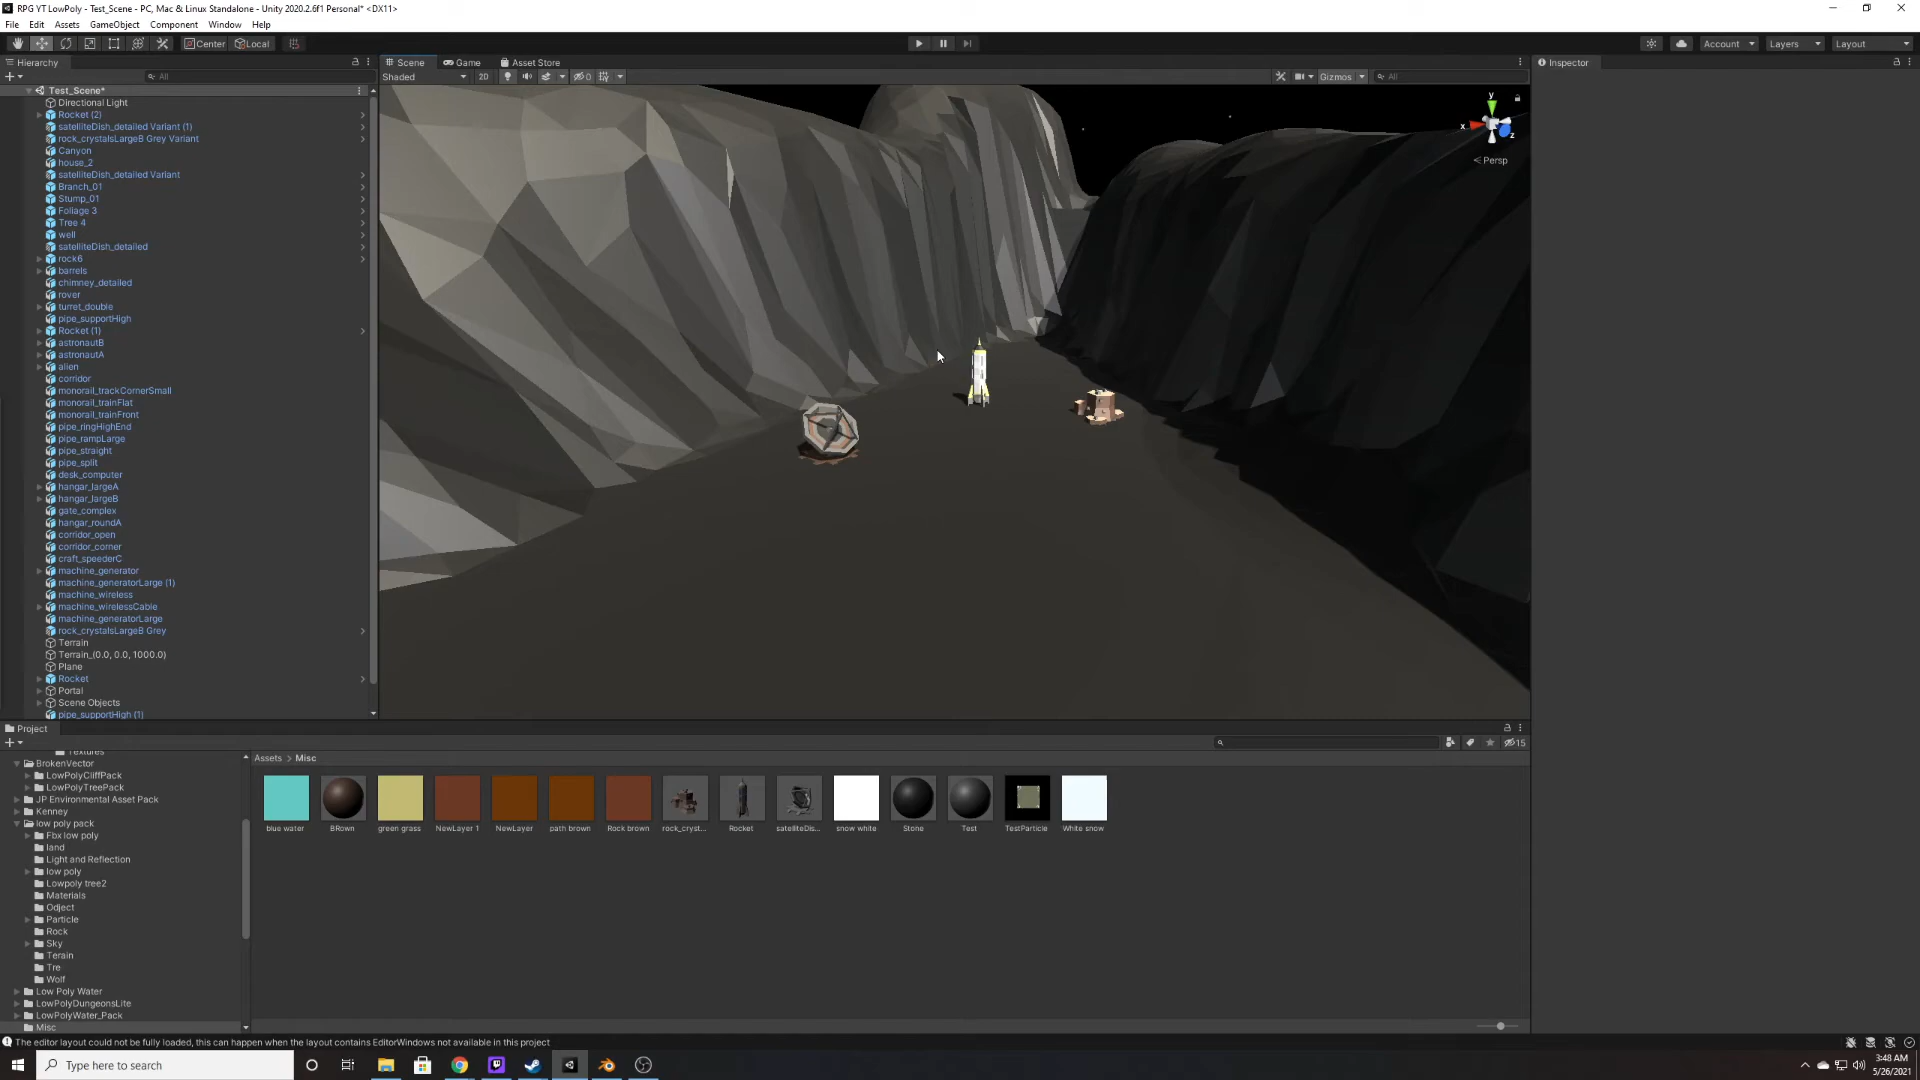 RPG YT LowPoly - Test_Scene - PC, Mac & Linux Standalone - Unity 2020.2.6f1 Personal* <DX11>
File Edit Assets GameObject Component Window Help
Center Local
Account Layers Layout
Hierarchy
Scene Game Asset Store
Inspector
All
Shaded 2D 0 Gizmos All
Test_Scene*
Directional Light
Rocket (2)
satelliteDish_detailed Variant (1)
rock_crystalsLargeB Grey Variant
Canyon
house_2
satelliteDish_detailed Variant
Branch_01
Stump_01
Foliage 3
Tree 4
well
satelliteDish_detailed
rock6
barrels
chimney_detailed
rover
turret_double
pipe_supportHigh
Rocket (1)
astronautB
astronautA
alien
corridor
monorail_trackCornerSmall
monorail_trainFlat
monorail_trainFront
pipe_ringHighEnd
pipe_rampLarge
pipe_straight
pipe_split
desk_computer
hangar_largeA
hangar_largeB
gate_complex
hangar_roundA
corridor_open
corridor_corner
craft_speederC
machine_generator
machine_generatorLarge (1)
machine_wireless
machine_wirelessCable
machine_generatorLarge
rock_crystalsLargeB Grey
Terrain
Terrain_(0.0, 0.0, 1000.0)
Plane
Rocket
Portal
Scene Objects
pipe_supportHigh (1)
y
x
z
< Persp
Project
15
Textures
BrokenVector
LowPolyCliffPack
LowPolyTreePack
JP Environmental Asset Pack
Kenney
low poly pack
Fbx low poly
land
Light and Reflection
low poly
Lowpoly tree2
Materials
Odject
Particle
Rock
Sky
Terain
Tre
Wolf
Low Poly Water
LowPolyDungeonsLite
LowPolyWater_Pack
Misc
Assets > Misc
blue water BRown green grass NewLayer 1 NewLayer path brown Rock brown rock_cryst... Rocket satelliteDis... snow white Stone Test TestParticle White snow
The editor layout could not be fully loaded, this can happen when the layout contains EditorWindows not available in this project
Type here to search
3:48 AM
5/26/2021